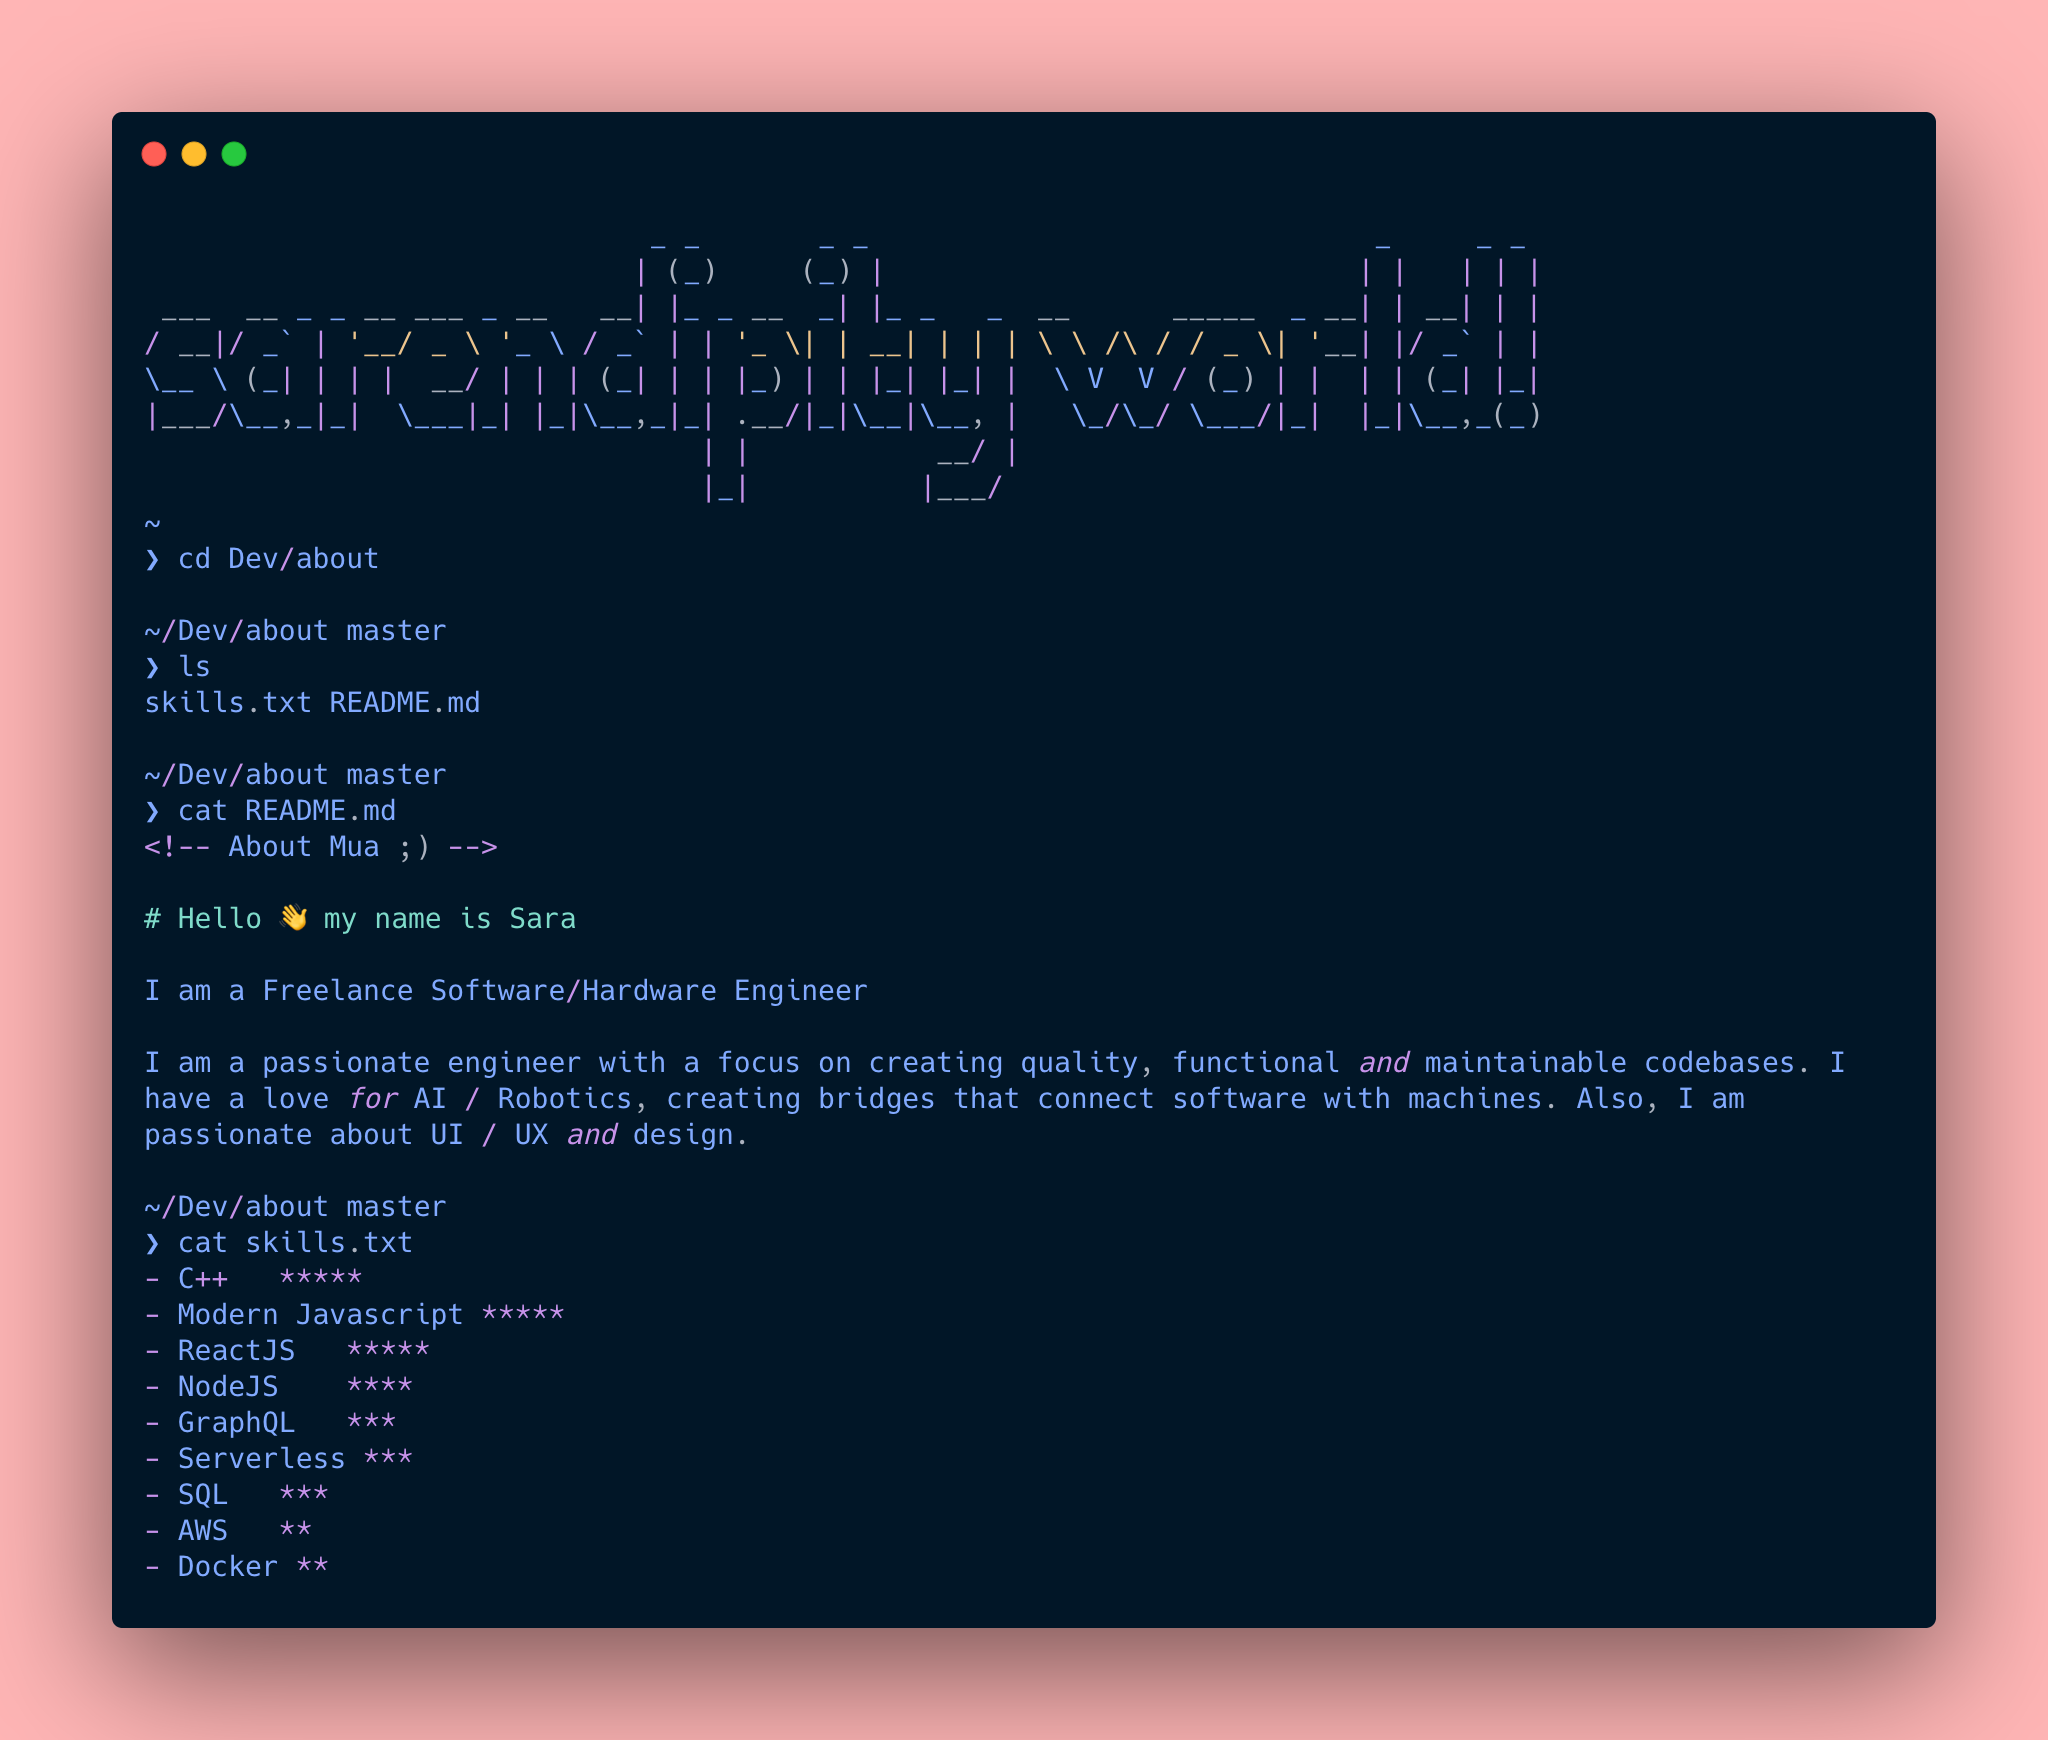 sarendipity world!
~
❯ cd Dev/about
~/Dev/about master
❯ ls
skills.txt README.md
~/Dev/about master
❯ cat README.md
<!-- About Mua ;) -->
# Hello 👋 my name is Sara
I am a Freelance Software/Hardware Engineer
I am a passionate engineer with a focus on creating quality, functional and maintainable codebases. I
have a love for AI / Robotics, creating bridges that connect software with machines. Also, I am
passionate about UI / UX and design.
~/Dev/about master
❯ cat skills.txt
- C++   *****
- Modern Javascript *****
- ReactJS   *****
- NodeJS    ****
- GraphQL   ***
- Serverless ***
- SQL   ***
- AWS   **
- Docker **